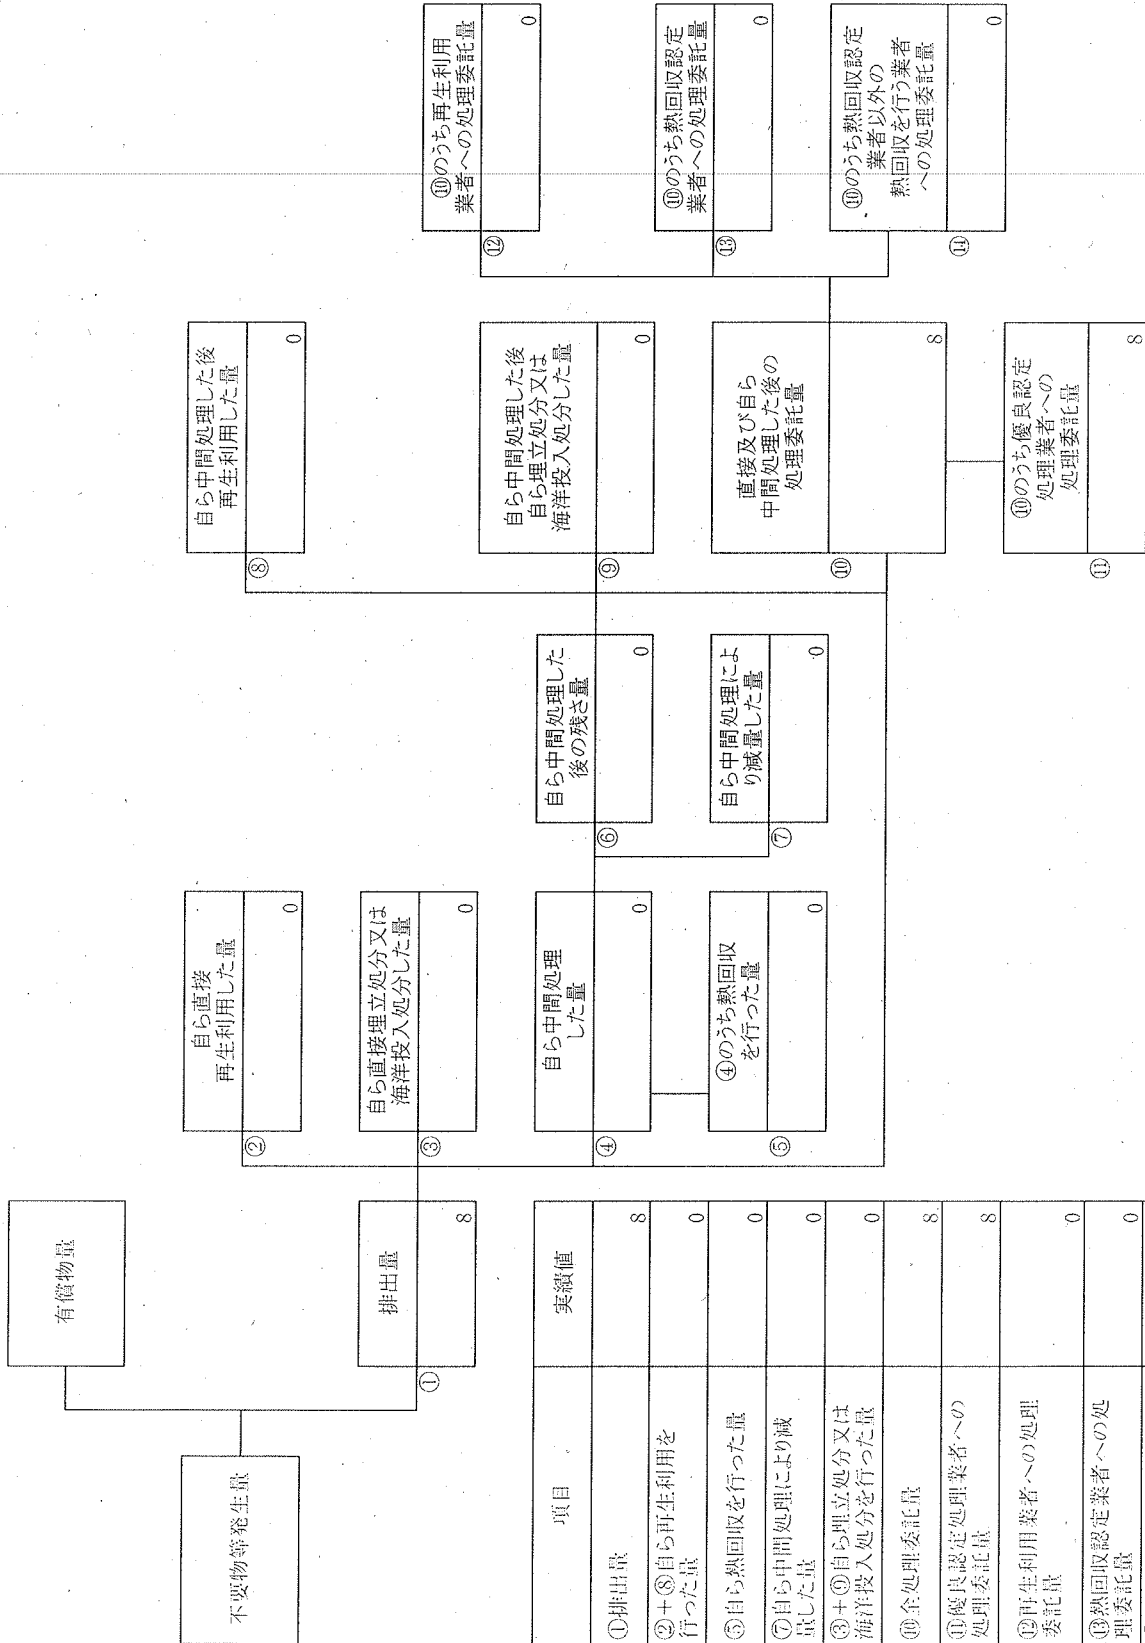 不要物等発生量
有償物量
①
排出量
8
②
自ら直接
再生利用した量
0
③
自ら直接埋立処分又は
海洋投入処分した量
0
④
自ら中間処理
した量
0
⑤
④のうち熱回収
を行った量
0
⑥
自ら中間処理した
後の残さ量
0
⑦
自ら中間処理によ
り減量した量
0
⑧
自ら中間処理した後
再生利用した量
0
⑨
自ら中間処理した後
自ら埋立処分又は
海洋投入処分した量
0
⑩
直接及び自ら
中間処理した後の
処理委託量
8
⑪
⑩のうち優良認定
処理業者への
処理委託量
8
⑫
⑩のうち再生利用
業者への処理委託量
0
⑬
⑩のうち熱回収認定
業者への処理委託量
0
⑭
⑩のうち熱回収認定
業者以外の
熱回収を行う業者
への処理委託量
0
項目 実績値
①排出量 8
②+⑧自ら再生利用を
行った量 0
⑤自ら熱回収を行った量 0
⑦自ら中間処理により減
量した量 0
③+⑨自ら埋立処分又は
海洋投入処分を行った量 0
⑩全処理委託量 8
⑪優良認定処理業者への
処理委託量 8
⑫再生利用業者への処理
委託量 0
⑬熱回収認定業者への処
理委託量 0